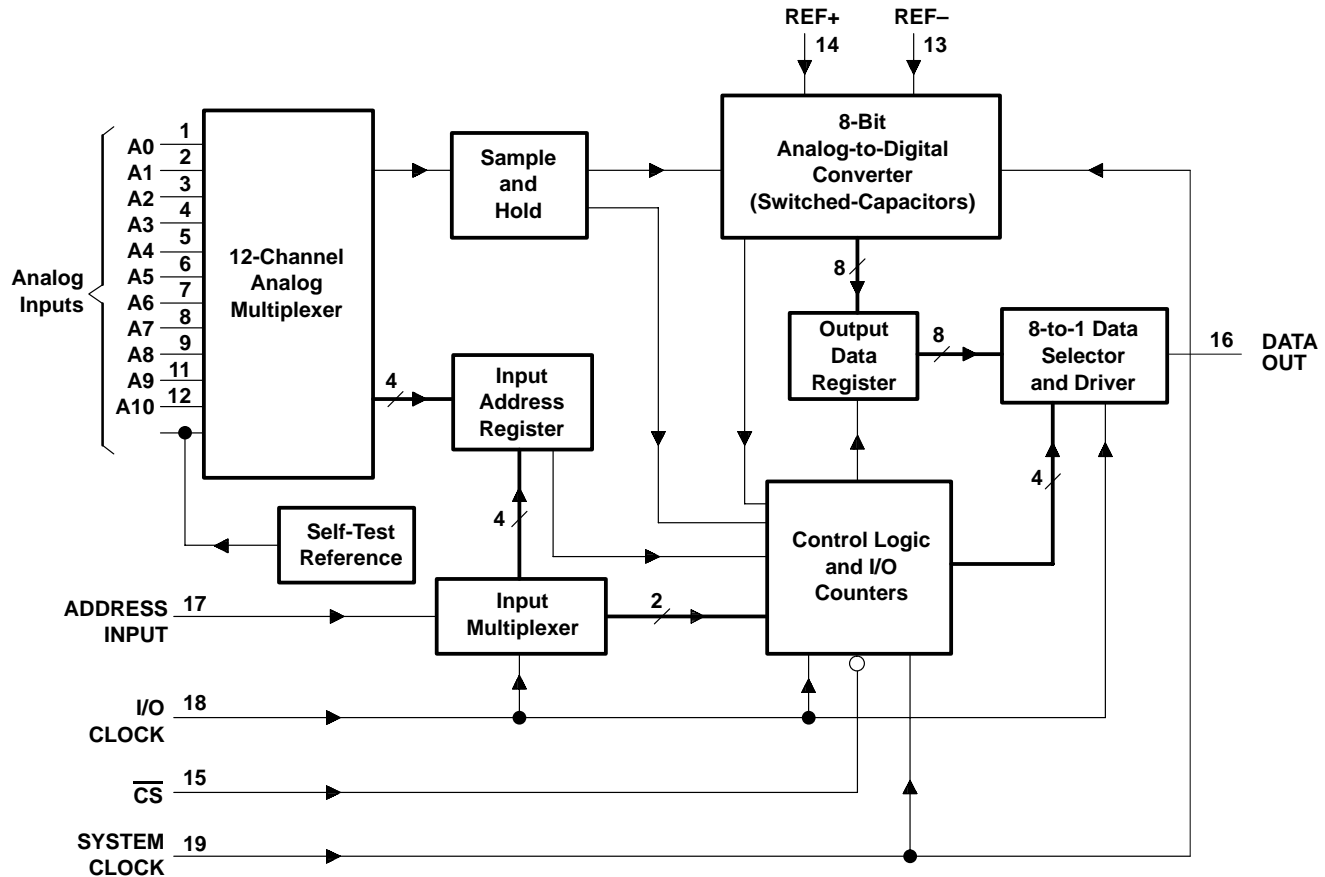 REF+
REF–
14
13
Analog
Inputs
A0
1
A1
2
A2
3
A3
4
A4
5
A5
6
A6
7
A7
8
A8
9
A9
11
A10
12
12-Channel
Analog
Multiplexer
Sample
and
Hold
8-Bit
Analog-to-Digital
Converter
(Switched-Capacitors)
8
4
Input
Address
Register
Output
Data
Register
8
8-to-1 Data
Selector
and Driver
16
DATA
OUT
4
4
Self-Test
Reference
Control Logic
and I/O
Counters
ADDRESS
INPUT
17
Input
Multiplexer
2
I/O
CLOCK
18
C̅S̅
15
SYSTEM
CLOCK
19